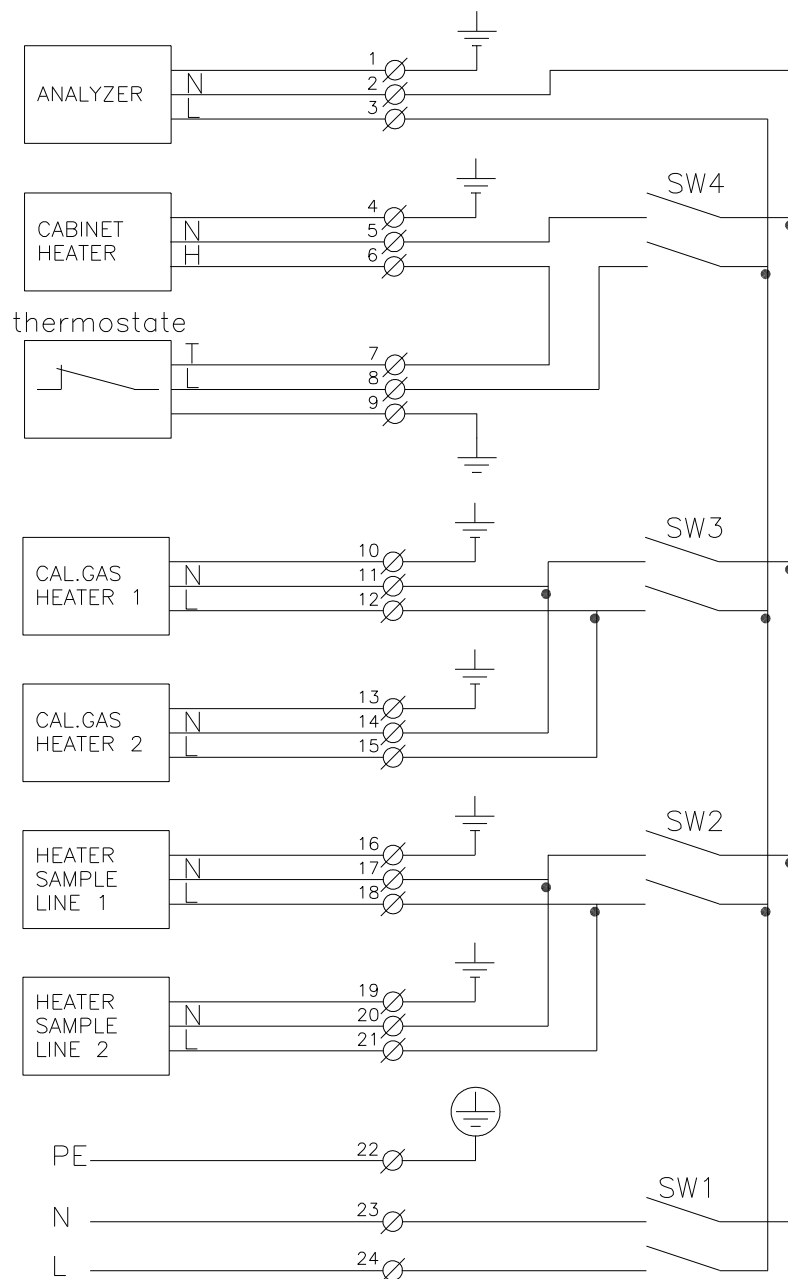 1
N 2
ANALYZER
L 3
SW4
4
CABINET N 5
HEATER H 6
thermostate
T 7
L 8
9
SW3
10
CAL.GAS N 11
HEATER 1 L 12
13
CAL.GAS N 14
HEATER 2 L 15
SW2
16
HEATER
SAMPLE N 17
LINE 1 L 18
19
HEATER
SAMPLE N 20
LINE 2 L 21
PE 22
SW1
N 23
L 24